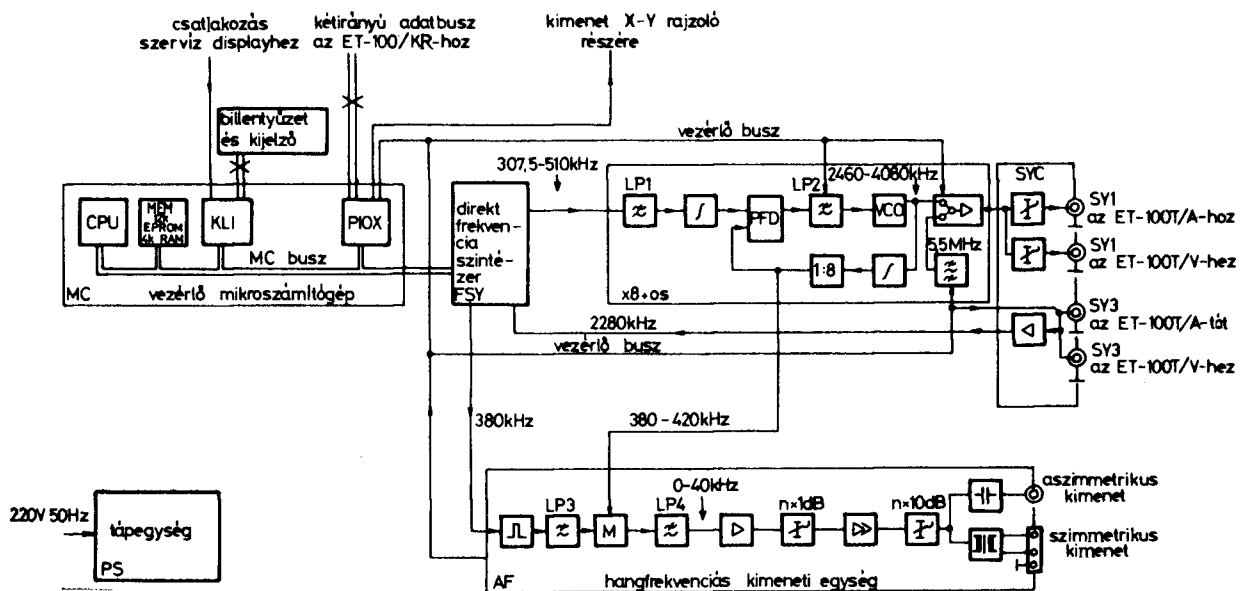 csatlakozás
szervíz displayhez
kétirányú adatbusz
az ET-100/KR-hoz
kimenet X-Y rajzoló
részére
billentyűzet
és kijelző
vezérlő busz
307,5-510kHz
LP1
LP2
2460-4080kHz
SYC
SY1
az ET-100T/A-hoz
SY1
az ET-100T/V-hez
SY3
az ET-100T/A-tól
SY3
az ET-100T/V-hez
CPU
MEM
EPROM
4k RAM
KLI
PIOX
MC busz
MC
vezérlő mikroszámítógép
direkt
frekven-
cia
szinté-
zer
FSY
PFD
VCO
5,5MHz
1:8
x8+os
2280kHz
vezérlő busz
380kHz
380-420kHz
LP3
M
LP4
0-40kHz
n×1dB
n×10dB
aszimmetrikus
kimenet
szimmetrikus
kimenet
AF
hangfrekvenciás kimeneti egység
220V 50Hz
tápegység
PS